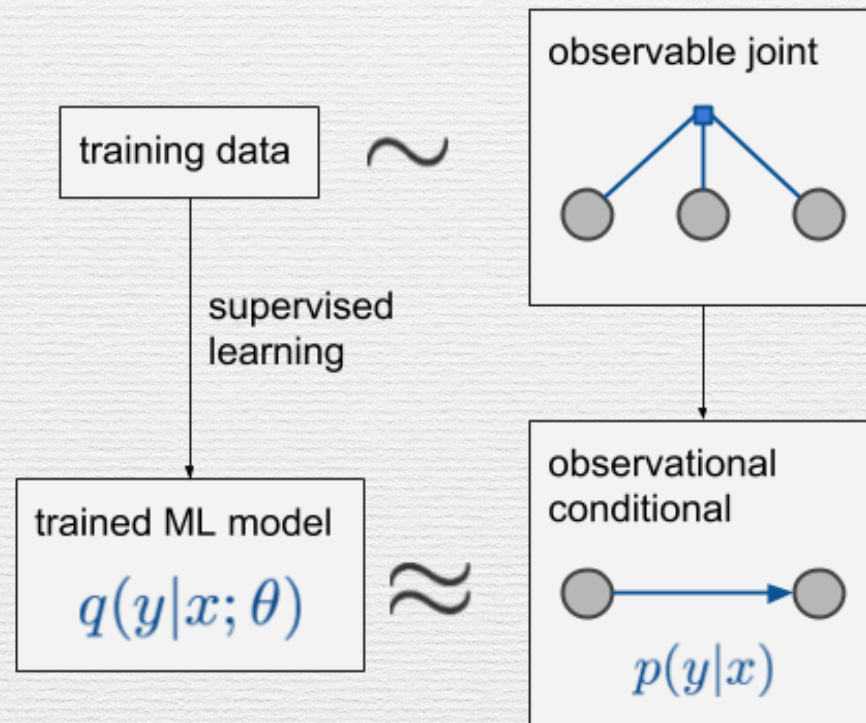 observable joint
training data
∼
supervised
learning
observational
conditional
trained ML model
≈
q(y|x; θ)
p(y|x)